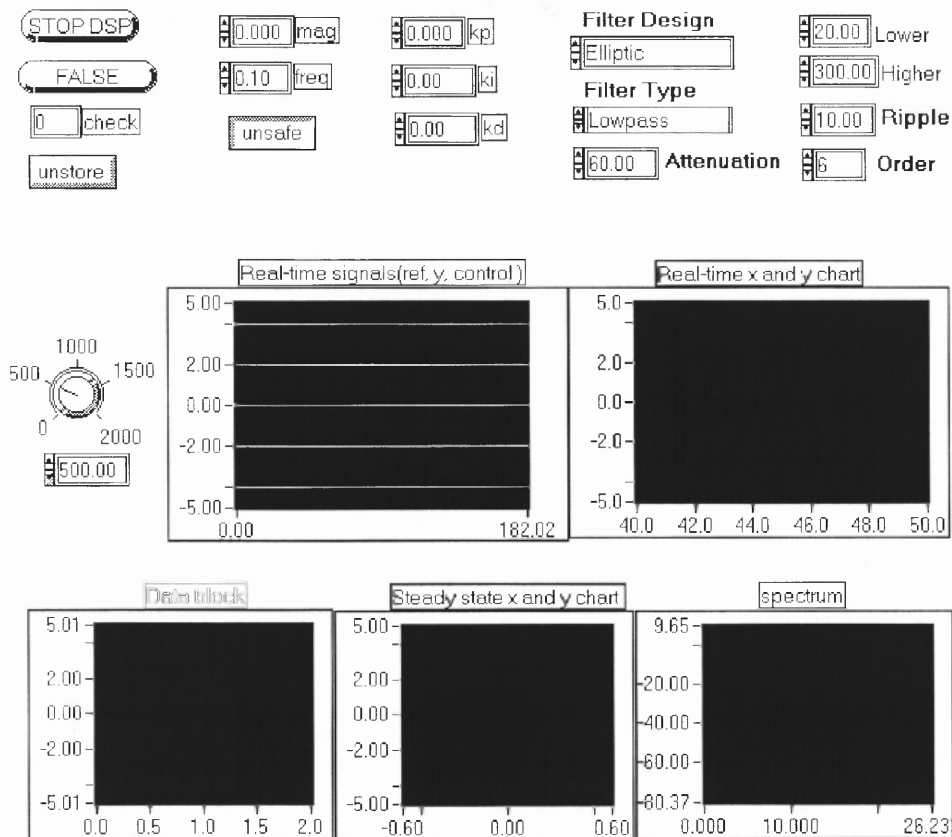 STOP DSP
0.000 mag
0.000 kp
Filter Design
20.00 Lower
Elliptic
FALSE
0.10 freq
0.00 ki
300.00 Higher
Filter Type
0 check
unsafe
0.00 kd
Lowpass
10.00 Ripple
unstore
60.00 Attenuation
6 Order
Real-time signals(ref, y, control )
5.00
2.00
0.00
-2.00
-5.00
0.00
182.02
Real-time x and y chart
5.0
2.0
0.0
-2.0
-5.0
40.0 42.0 44.0 46.0 48.0 50.0
1000
500
1500
0
2000
500.00
Data block
5.01
2.00
0.00
-2.00
-5.01
0.0 0.5 1.0 1.5 2.0
Steady state x and y chart
5.00
2.00
0.00
-2.00
-5.00
-0.60 0.00 0.60
spectrum
9.65
-20.00
-40.00
-60.00
-80.37
0.000 10.000 26.23